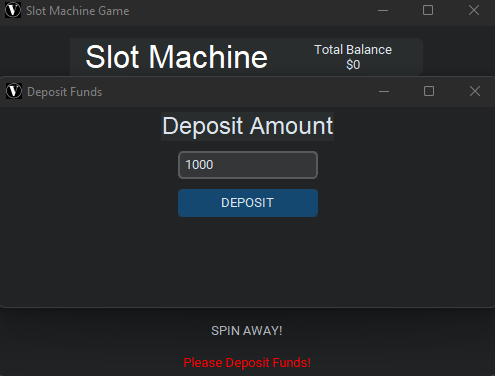 Slot Machine Game
Slot Machine
Total Balance
$0
Deposit Funds
Deposit Amount
1000
DEPOSIT
SPIN AWAY!
Please Deposit Funds!